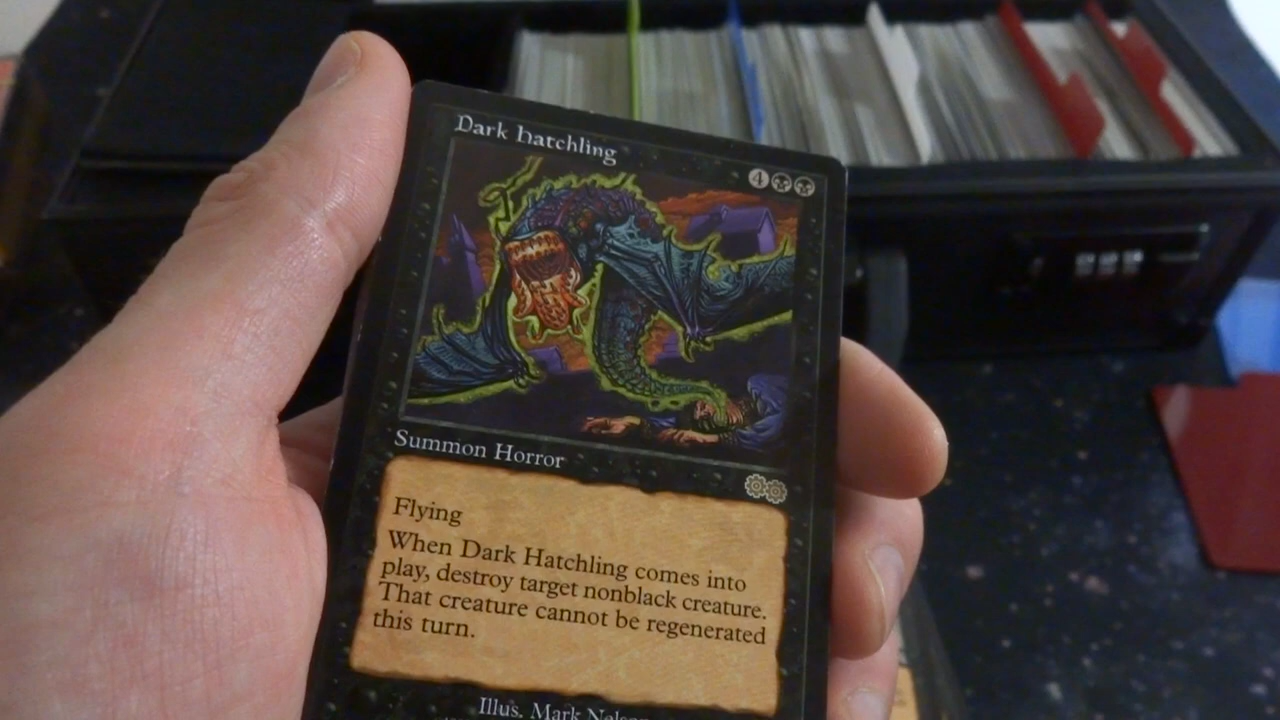 Dark Hatchling
4
Summon Horror
Flying
When Dark Hatchling comes into
play, destroy target nonblack creature.
That creature cannot be regenerated
this turn.
Illus. Mark Nelson